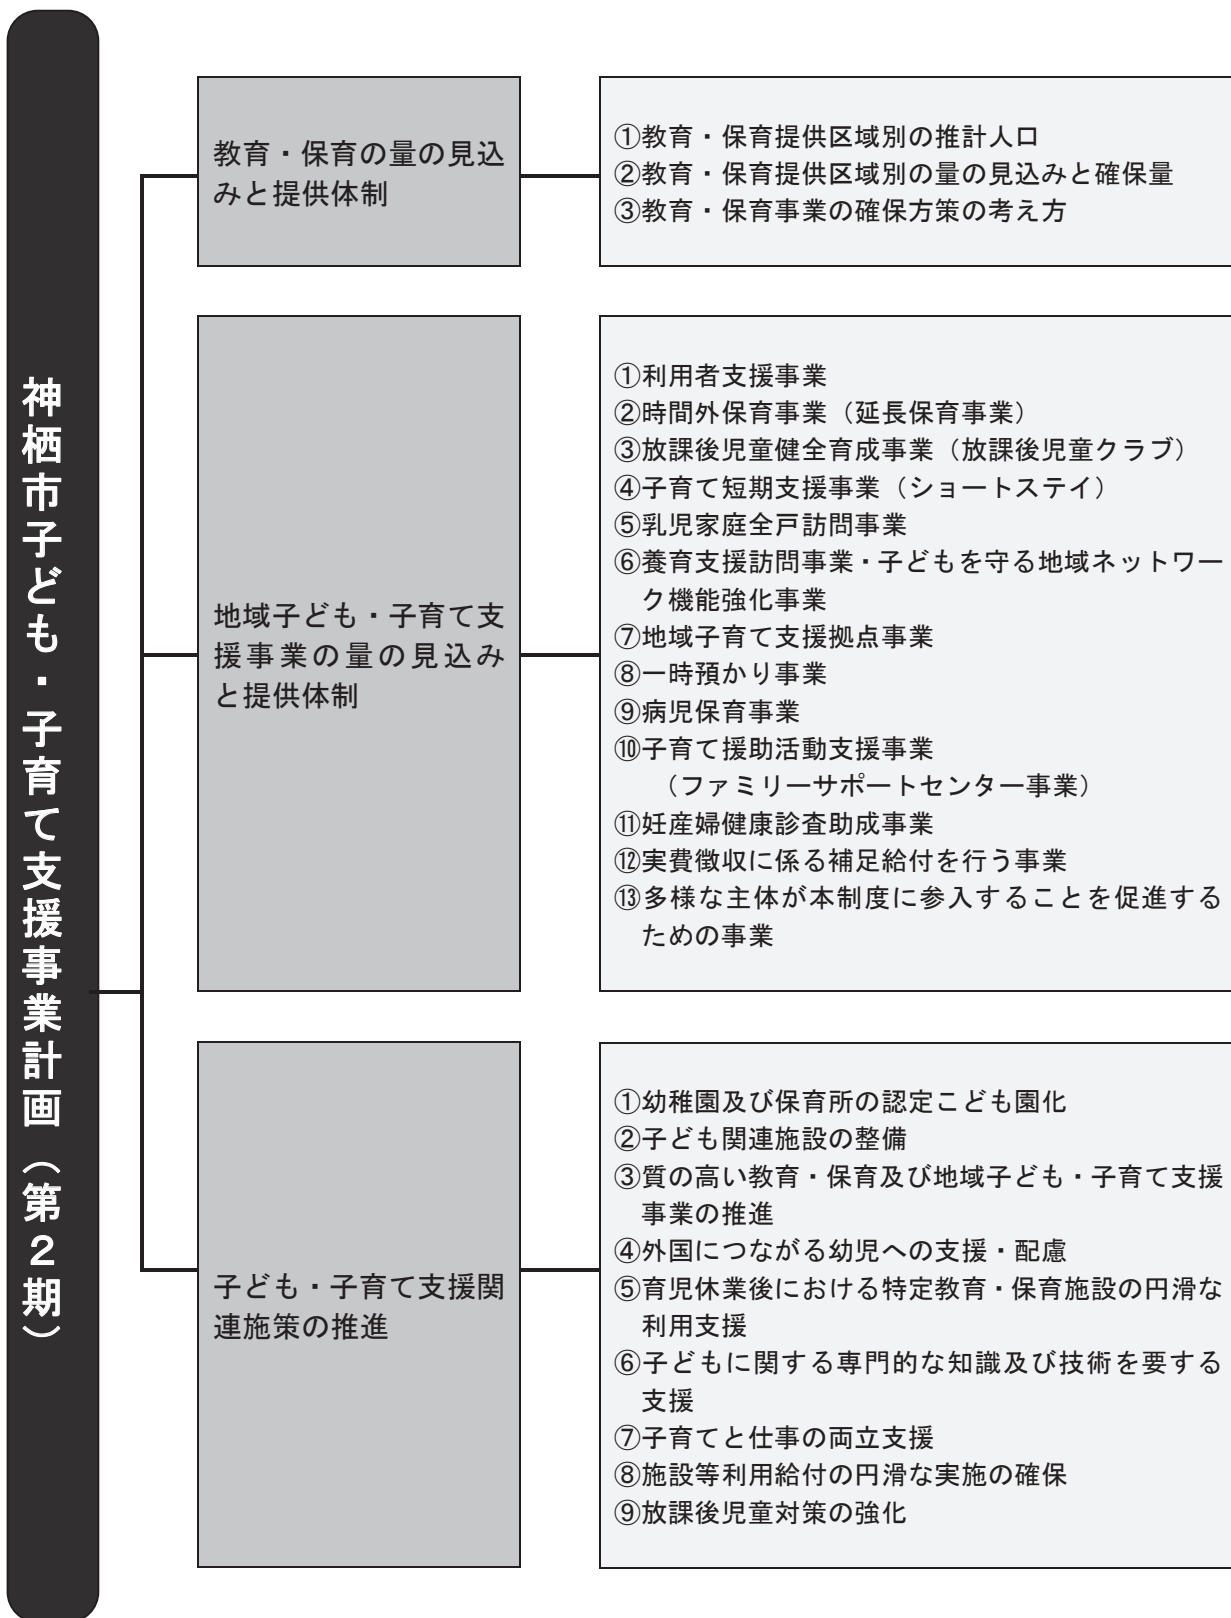 神栖市子ども・子育て支援事業計画（第２期）
教育・保育の量の見込
みと提供体制
①教育・保育提供区域別の推計人口
②教育・保育提供区域別の量の見込みと確保量
③教育・保育事業の確保方策の考え方
地域子ども・子育て支
援事業の量の見込み
と提供体制
①利用者支援事業
②時間外保育事業（延長保育事業）
③放課後児童健全育成事業（放課後児童クラブ）
④子育て短期支援事業（ショートステイ）
⑤乳児家庭全戸訪問事業
⑥養育支援訪問事業・子どもを守る地域ネットワー
ク機能強化事業
⑦地域子育て支援拠点事業
⑧一時預かり事業
⑨病児保育事業
⑩子育て援助活動支援事業
（ファミリーサポートセンター事業）
⑪妊産婦健康診査助成事業
⑫実費徴収に係る補足給付を行う事業
⑬多様な主体が本制度に参入することを促進する
ための事業
子ども・子育て支援関
連施策の推進
①幼稚園及び保育所の認定こども園化
②子ども関連施設の整備
③質の高い教育・保育及び地域子ども・子育て支援
事業の推進
④外国につながる幼児への支援・配慮
⑤育児休業後における特定教育・保育施設の円滑な
利用支援
⑥子どもに関する専門的な知識及び技術を要する
支援
⑦子育てと仕事の両立支援
⑧施設等利用給付の円滑な実施の確保
⑨放課後児童対策の強化